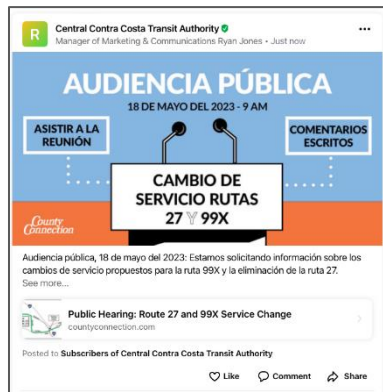 R
Central Contra Costa Transit Authority
Manager of Marketing & Communications Ryan Jones • Just now
AUDIENCIA PÚBLICA
18 DE MAYO DEL 2023 - 9 AM
ASISTIR A LA
REUNIÓN
COMENTARIOS
ESCRITOS
CAMBIO DE
SERVICIO RUTAS
27 Y 99X
County
Connection
Audiencia pública, 18 de mayo del 2023: Estamos solicitando información sobre los
cambios de servicio propuestos para la ruta 99X y la eliminación de la ruta 27.
See more...
Public Hearing: Route 27 and 99X Service Change
countyconnection.com
Posted to Subscribers of Central Contra Costa Transit Authority
Like Comment Share